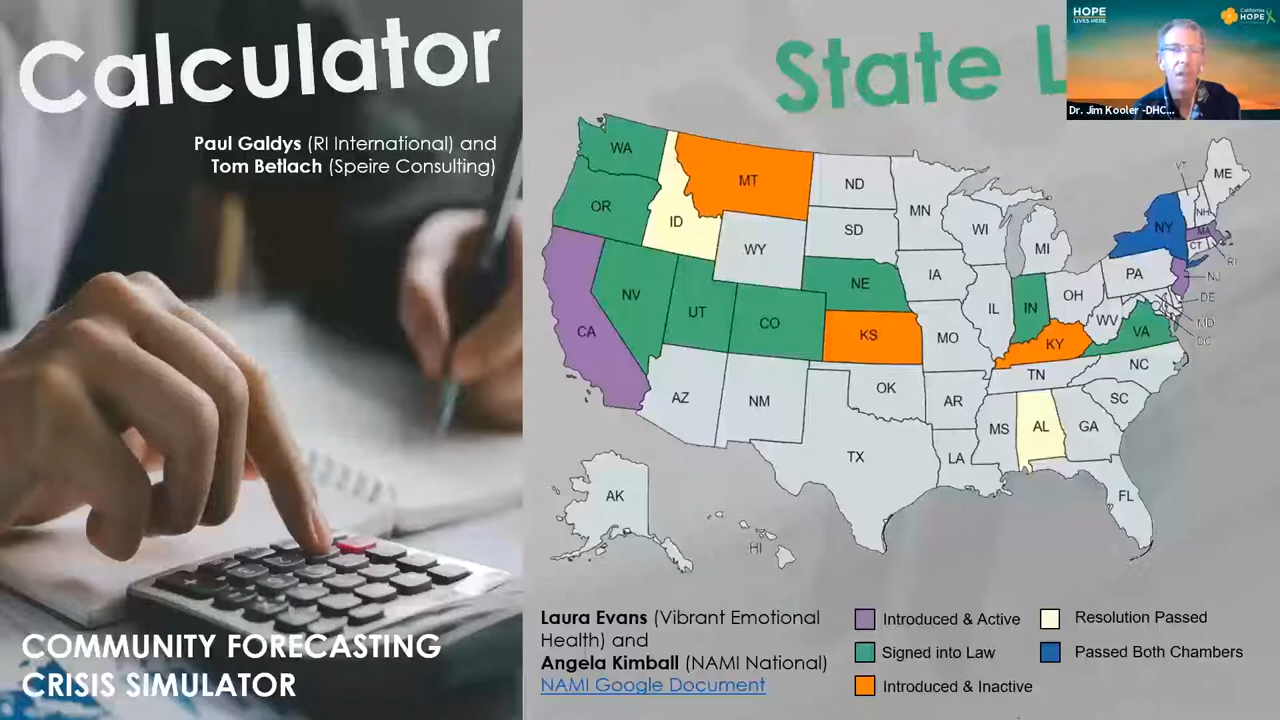 Calculator
Paul Galdys (RI International) and
Tom Betlach (Speire Consulting)
COMMUNITY FORECASTING
CRISIS SIMULATOR
State L
HOPE
LIVES HERE
California
HOPE
Dr. Jim Kooler -DHC...
WA
OR
CA
ID
NV
MT
WY
UT
CO
AZ
NM
ND
SD
NE
KS
OK
TX
MN
IA
MO
AR
LA
WI
IL
MI
IN
OH
KY
TN
MS
AL
GA
FL
SC
NC
VA
WV
PA
NY
VT
NH
ME
MA
CT
RI
NJ
DE
MD
DC
AK
HI
Laura Evans (Vibrant Emotional
Health) and
Angela Kimball (NAMI National)
NAMI Google Document
Introduced & Active
Signed into Law
Introduced & Inactive
Resolution Passed
Passed Both Chambers